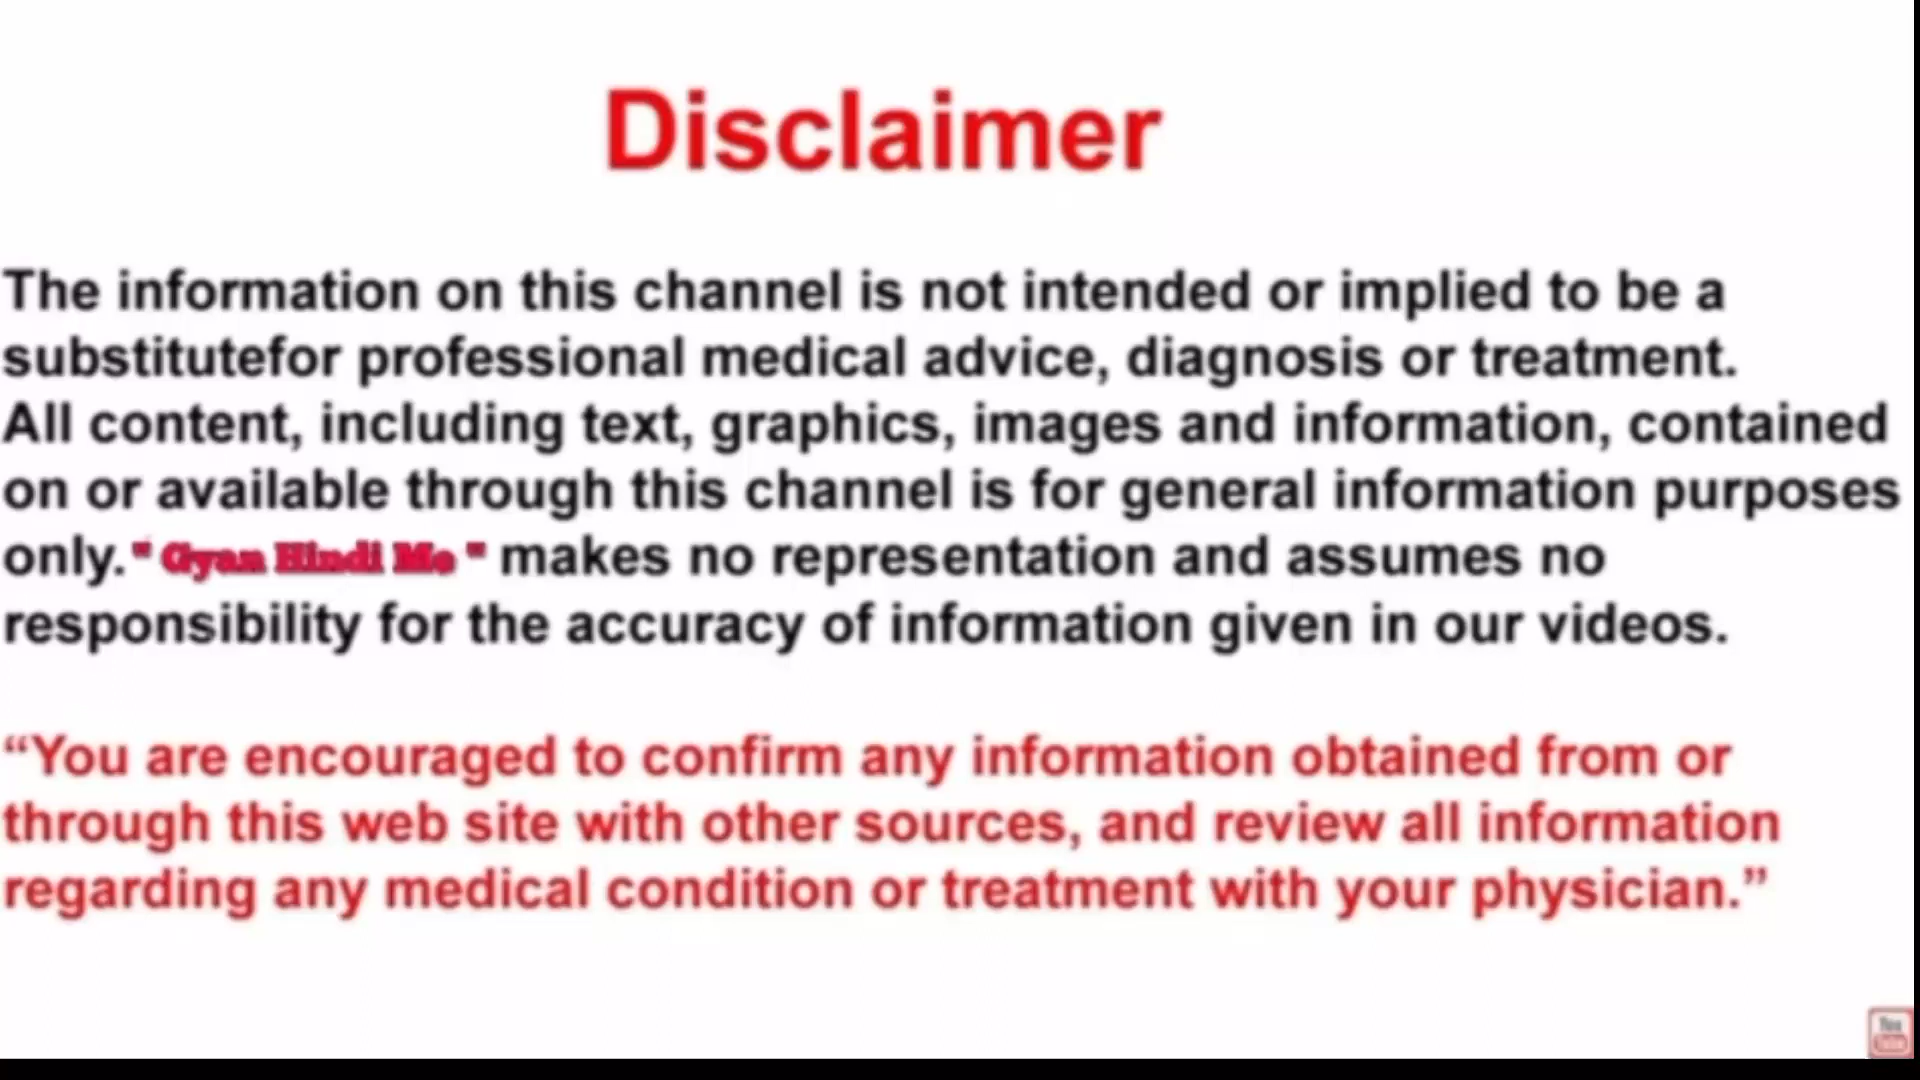 Disclaimer
The information on this channel is not intended or implied to be a
substitutefor professional medical advice, diagnosis or treatment.
All content, including text, graphics, images and information, contained
on or available through this channel is for general information purposes
only." Gyan Hindi Me " makes no representation and assumes no
responsibility for the accuracy of information given in our videos.
“You are encouraged to confirm any information obtained from or
through this web site with other sources, and review all information
regarding any medical condition or treatment with your physician.”
You
Tube